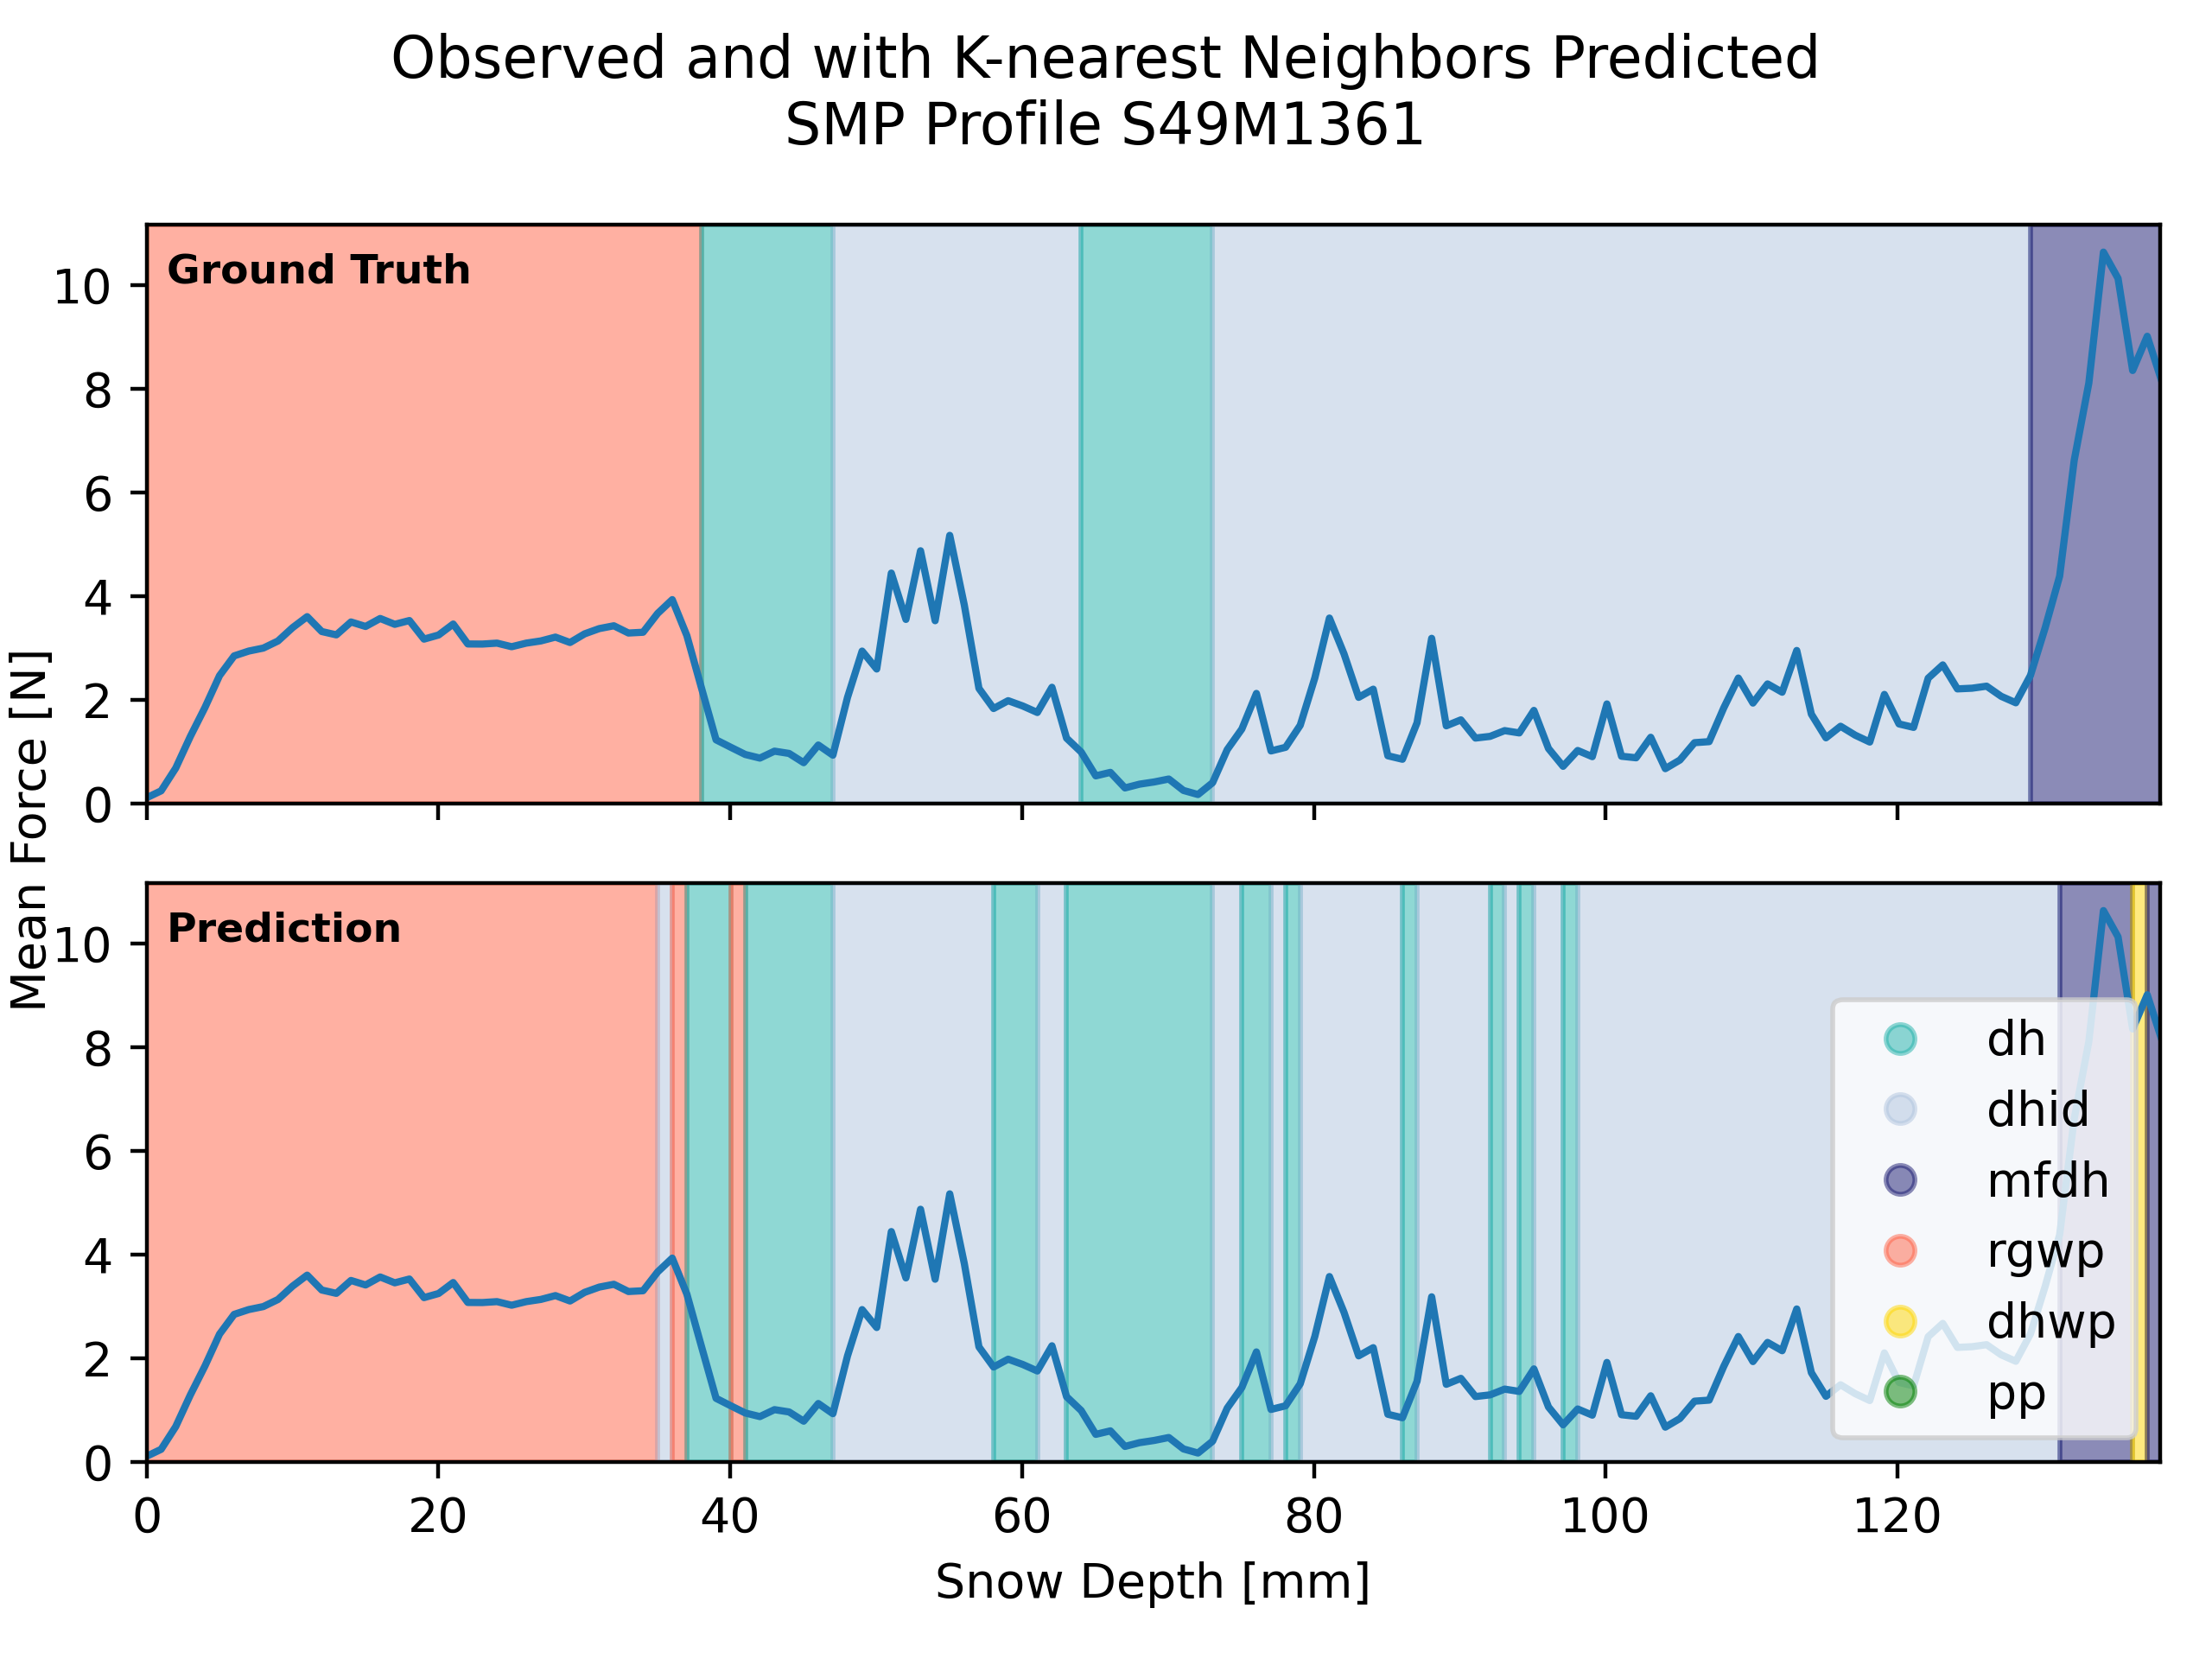 Observed and with K-nearest Neighbors Predicted
SMP Profile S49M1361
Ground Truth
10
8
6
4
2
0
Mean Force [N]
Prediction
10
8
6
4
2
0
dh
dhid
mfdh
rgwp
dhwp
pp
0 20 40 60 80 100 120
Snow Depth [mm]